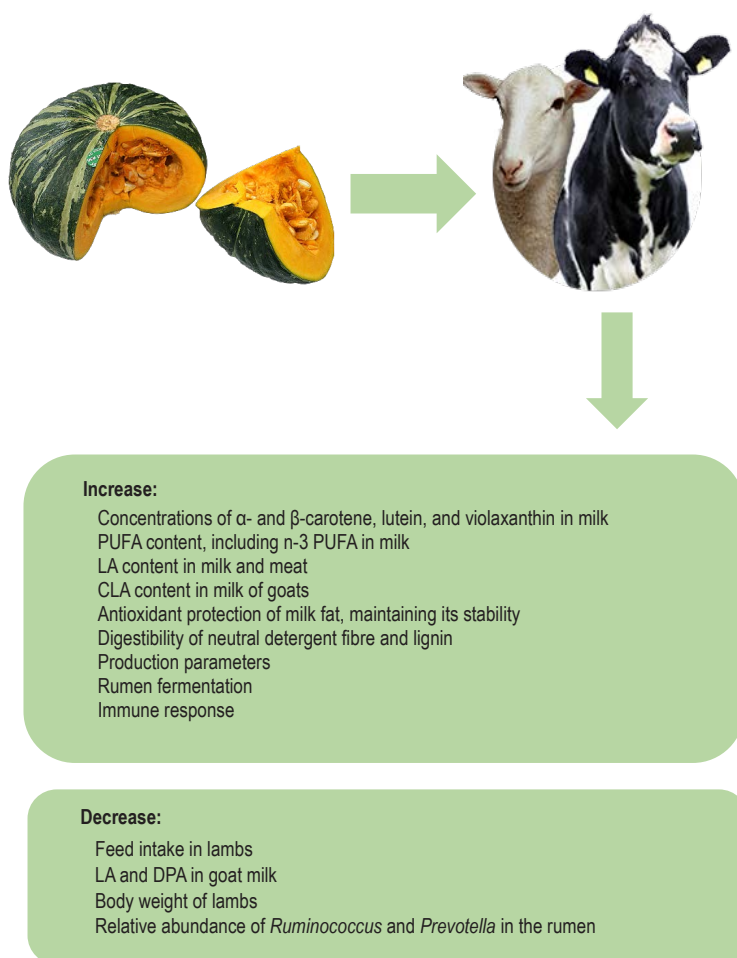 Increase:
Concentrations of α- and β-carotene, lutein, and violaxanthin in milk
PUFA content, including n-3 PUFA in milk
LA content in milk and meat
CLA content in milk of goats
Antioxidant protection of milk fat, maintaining its stability
Digestibility of neutral detergent fibre and lignin
Production parameters
Rumen fermentation
Immune response
Decrease:
Feed intake in lambs
LA and DPA in goat milk
Body weight of lambs
Relative abundance of Ruminococcus and Prevotella in the rumen